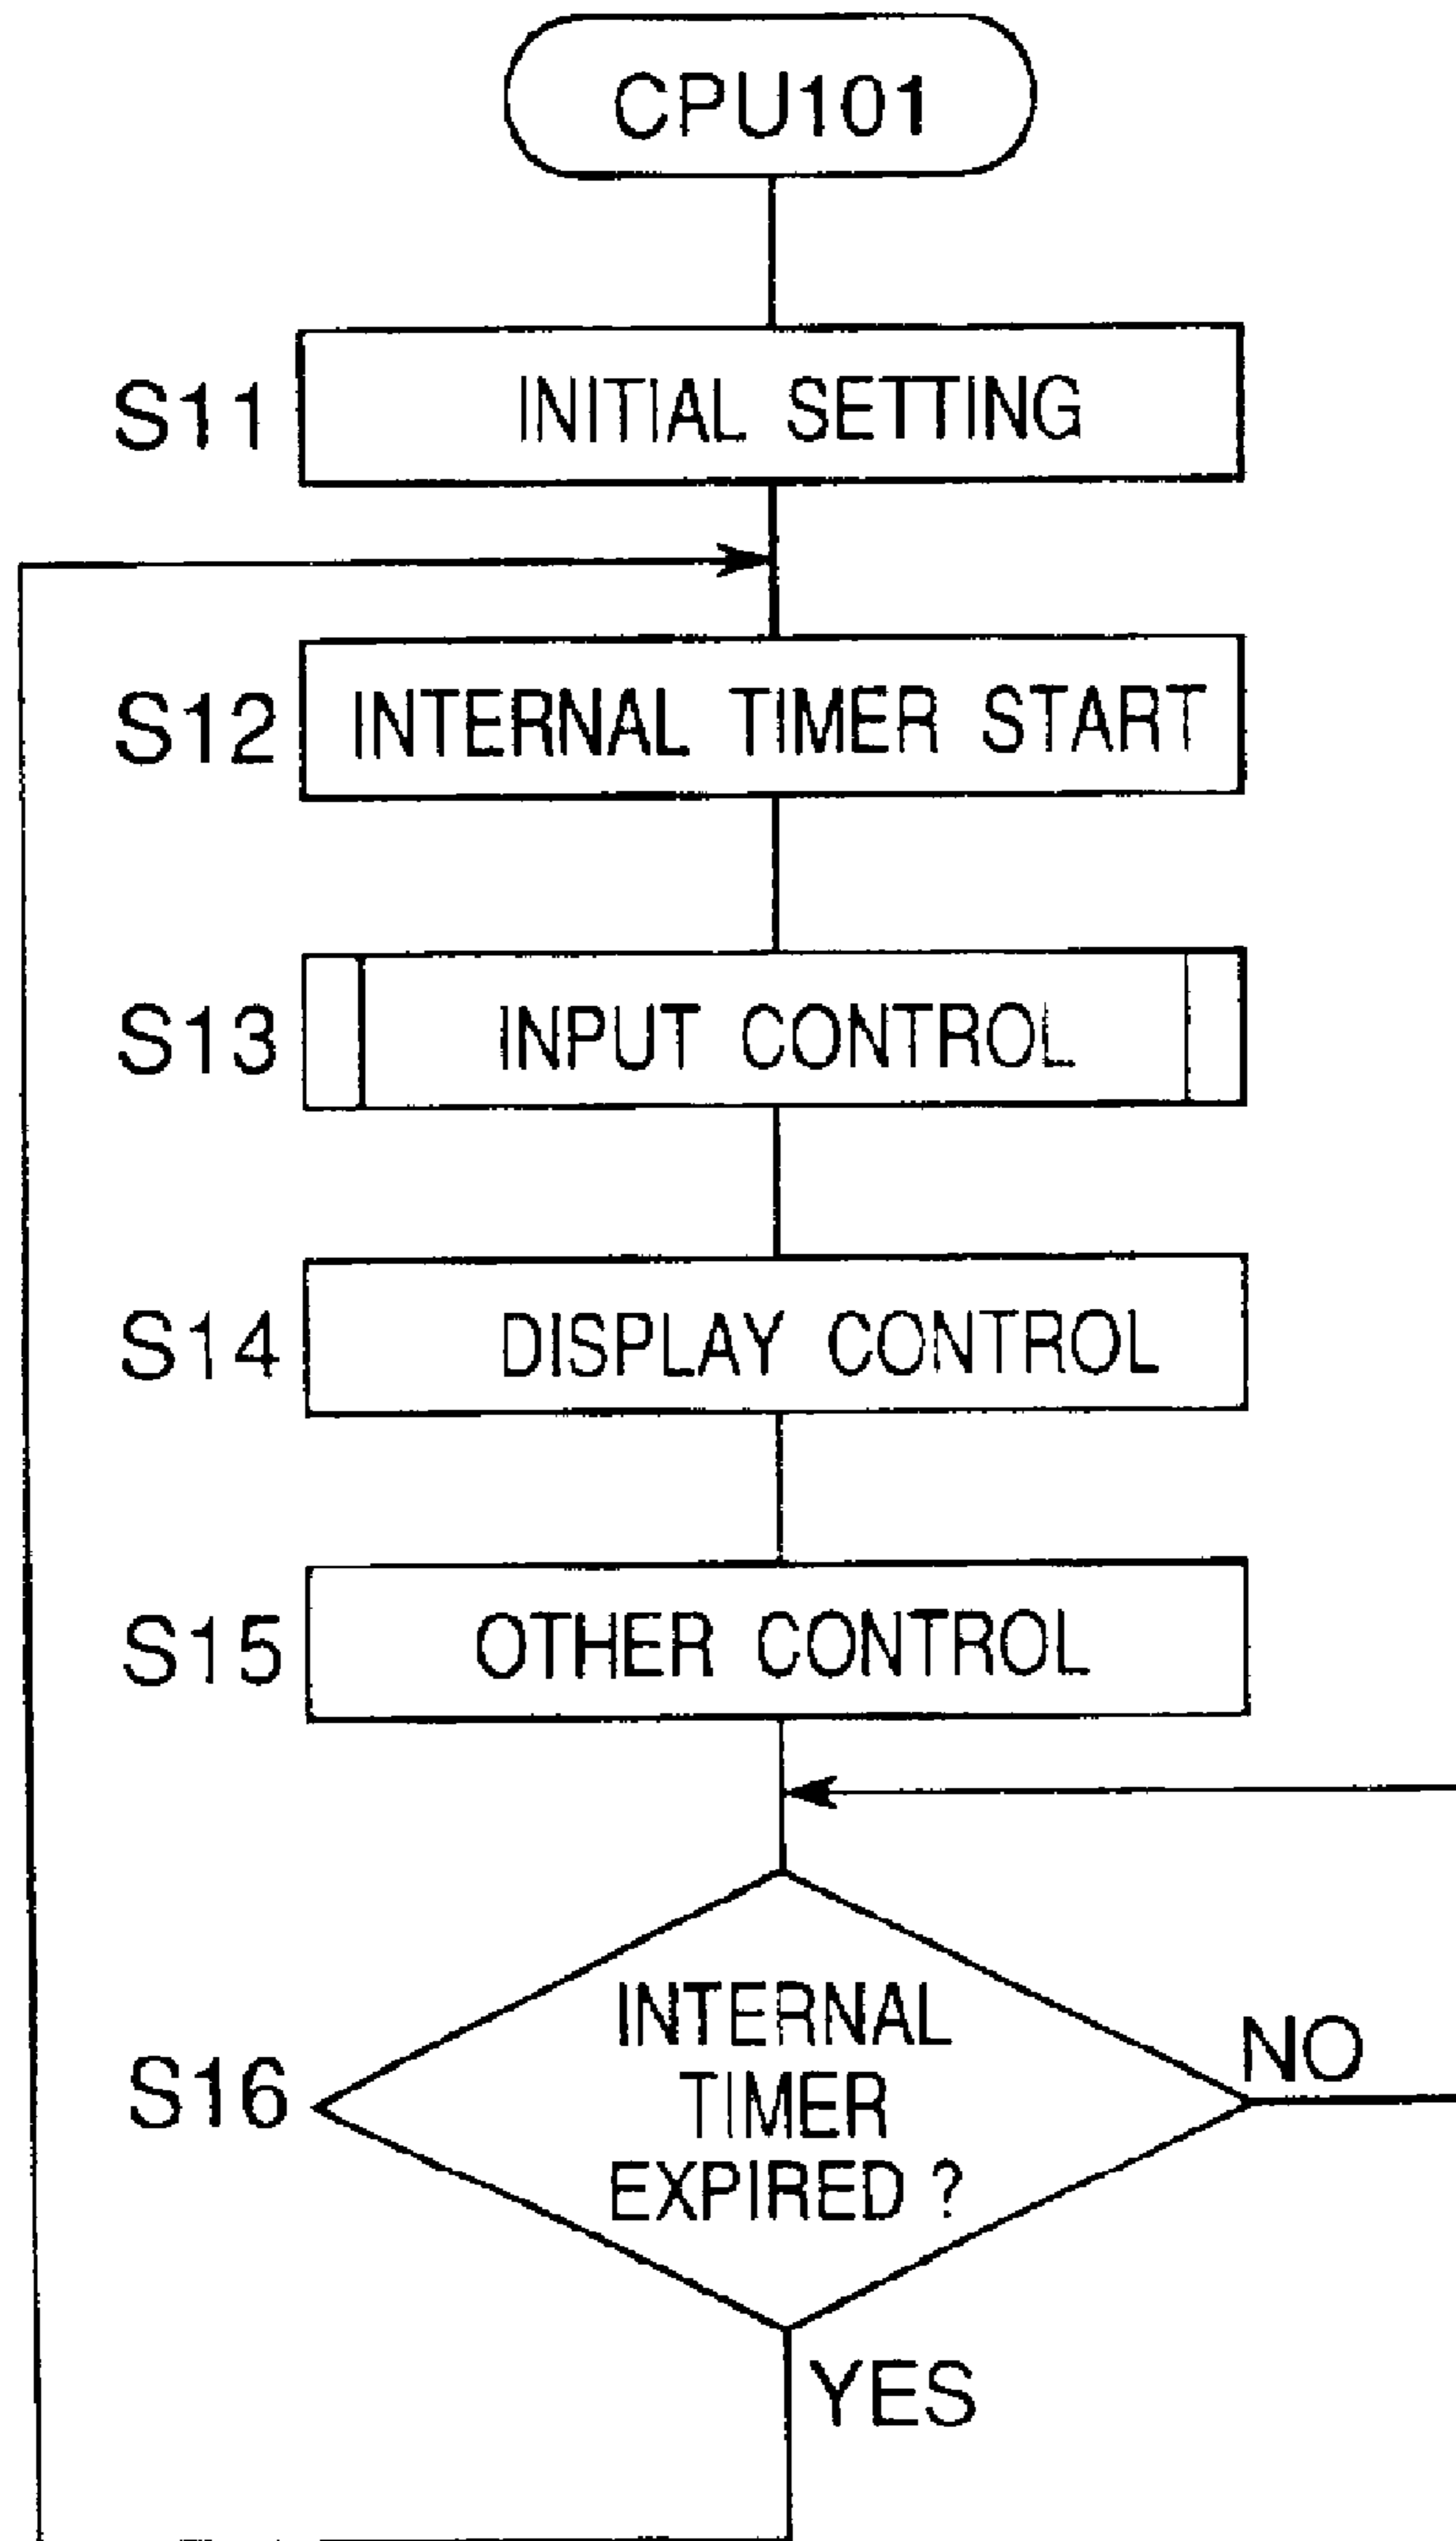 CPU101
S11 INITIAL SETTING
S12 INTERNAL TIMER START
S13 INPUT CONTROL
S14 DISPLAY CONTROL
S15 OTHER CONTROL
S16
INTERNAL
TIMER
EXPIRED ?
NO
YES